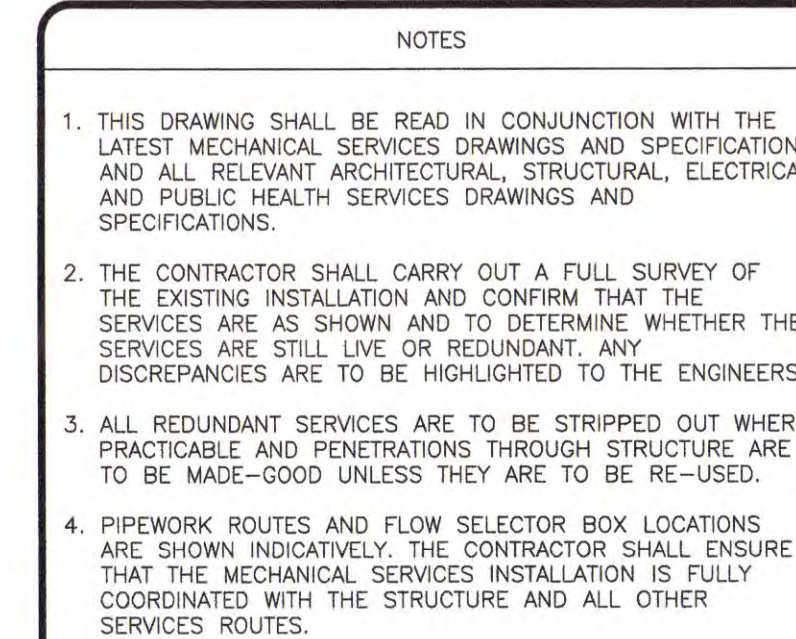 NOTES
1. THIS DRAWING SHALL BE READ IN CONJUNCTION WITH THE
LATEST MECHANICAL SERVICES DRAWINGS AND SPECIFICATION
AND ALL RELEVANT ARCHITECTURAL, STRUCTURAL, ELECTRICA
AND PUBLIC HEALTH SERVICES DRAWINGS AND
SPECIFICATIONS.
2. THE CONTRACTOR SHALL CARRY OUT A FULL SURVEY OF
THE EXISTING INSTALLATION AND CONFIRM THAT THE
SERVICES ARE AS SHOWN AND TO DETERMINE WHETHER THE
SERVICES ARE STILL LIVE OR REDUNDANT. ANY
DISCREPANCIES ARE TO BE HIGHLIGHTED TO THE ENGINEERS
3. ALL REDUNDANT SERVICES ARE TO BE STRIPPED OUT WHER
PRACTICABLE AND PENETRATIONS THROUGH STRUCTURE ARE
TO BE MADE-GOOD UNLESS THEY ARE TO BE RE-USED.
4. PIPEWORK ROUTES AND FLOW SELECTOR BOX LOCATIONS
ARE SHOWN INDICATIVELY. THE CONTRACTOR SHALL ENSURE
THAT THE MECHANICAL SERVICES INSTALLATION IS FULLY
COORDINATED WITH THE STRUCTURE AND ALL OTHER
SERVICES ROUTES.